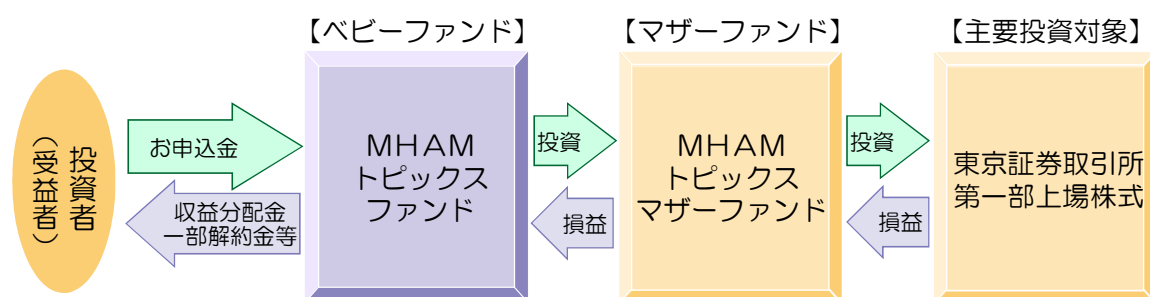 【ベビーファンド】
【マザーファンド】
【主要投資対象】
投資者
（受益者）
お申込金
収益分配金
一部解約金等
ＭＨＡＭ
トピックス
ファンド
投資
損益
ＭＨＡＭ
トピックス
マザーファンド
投資
損益
東京証券取引所
第一部上場株式